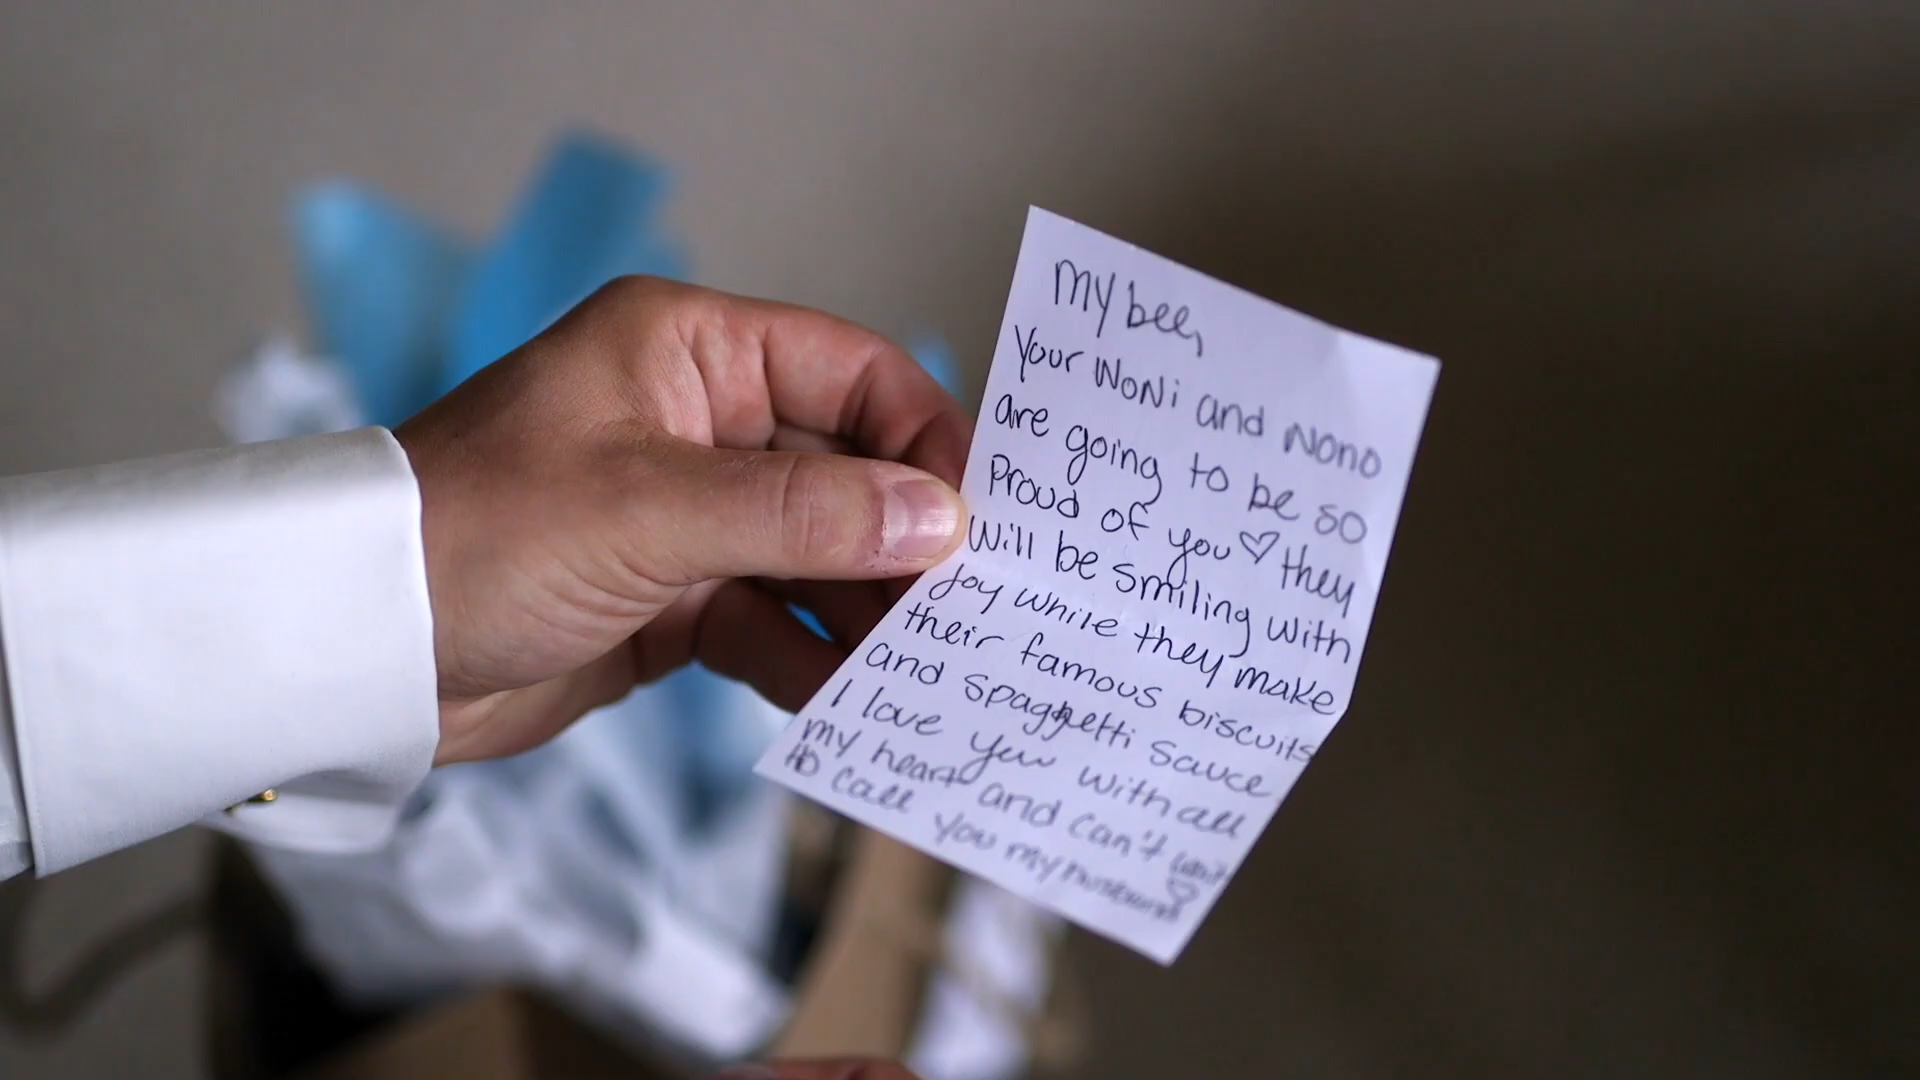 My bee,
Your WoNi and NoNo
are going to be so
proud of you♡ they
will be smiling with
joy while they make
their famous biscuits
and spaghetti sauce
I love you with all
my heart and can't wait
to call you my husband
♡